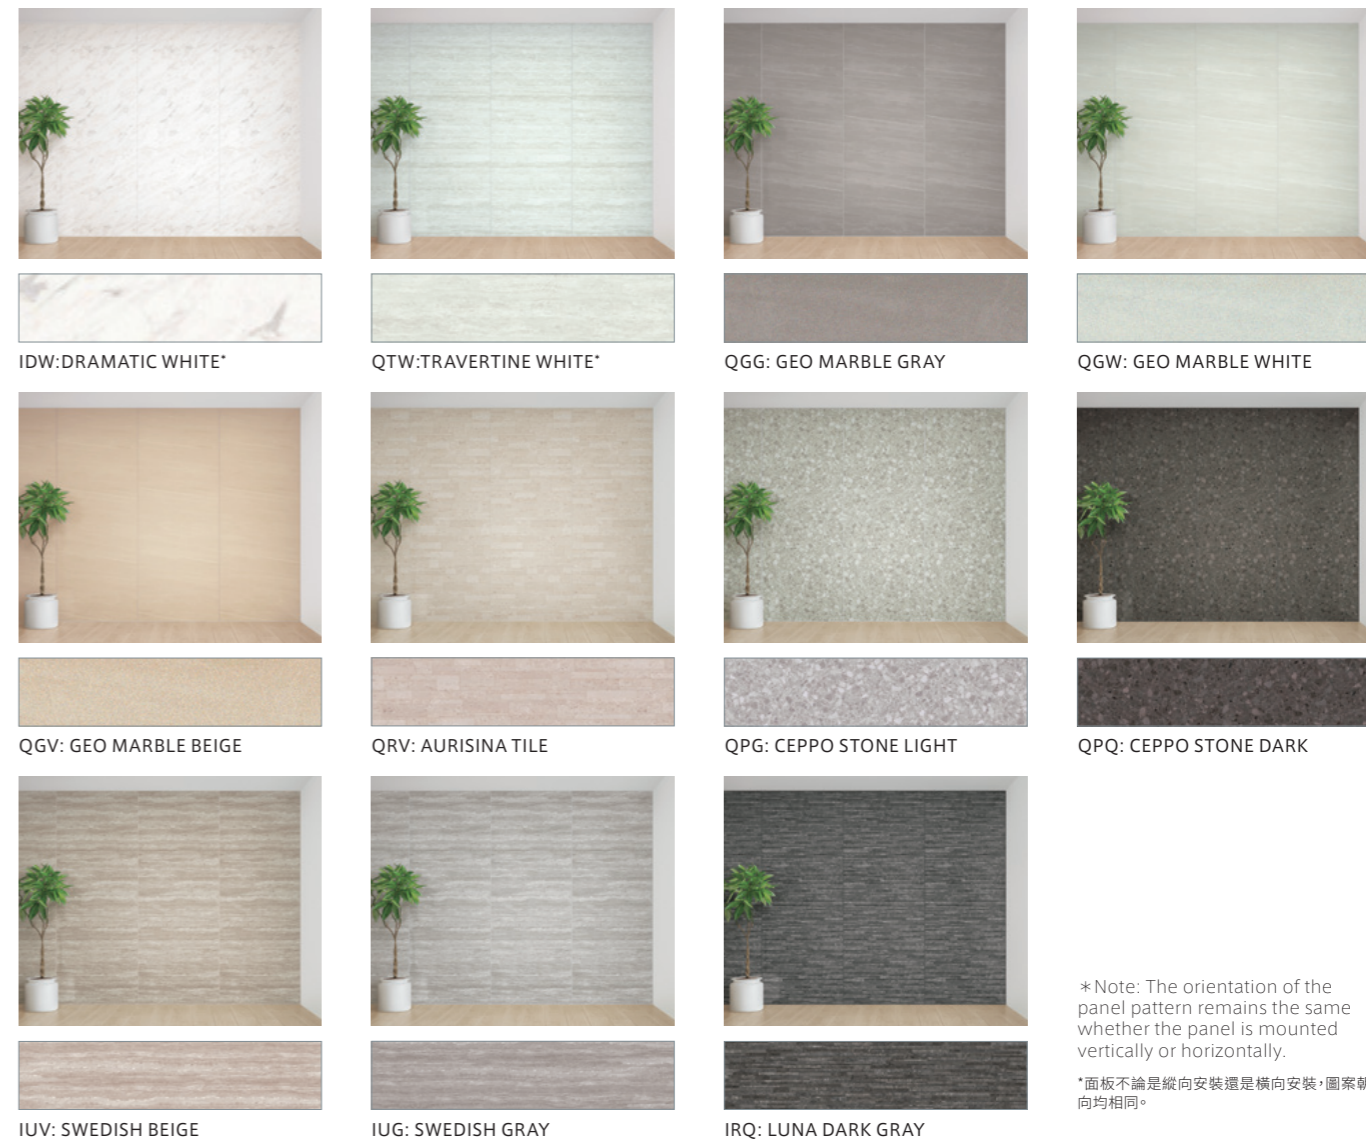 IDW:DRAMATIC WHITE*
QTW:TRAVERTINE WHITE*
QGG: GEO MARBLE GRAY
QGW: GEO MARBLE WHITE
QGV: GEO MARBLE BEIGE
QRV: AURISINA TILE
QPG: CEPPO STONE LIGHT
QPQ: CEPPO STONE DARK
IUV: SWEDISH BEIGE
IUG: SWEDISH GRAY
IRQ: LUNA DARK GRAY
*Note: The orientation of the
panel pattern remains the same
whether the panel is mounted
vertically or horizontally.
*面板不論是縱向安裝還是橫向安裝，圖案朝
向均相同。